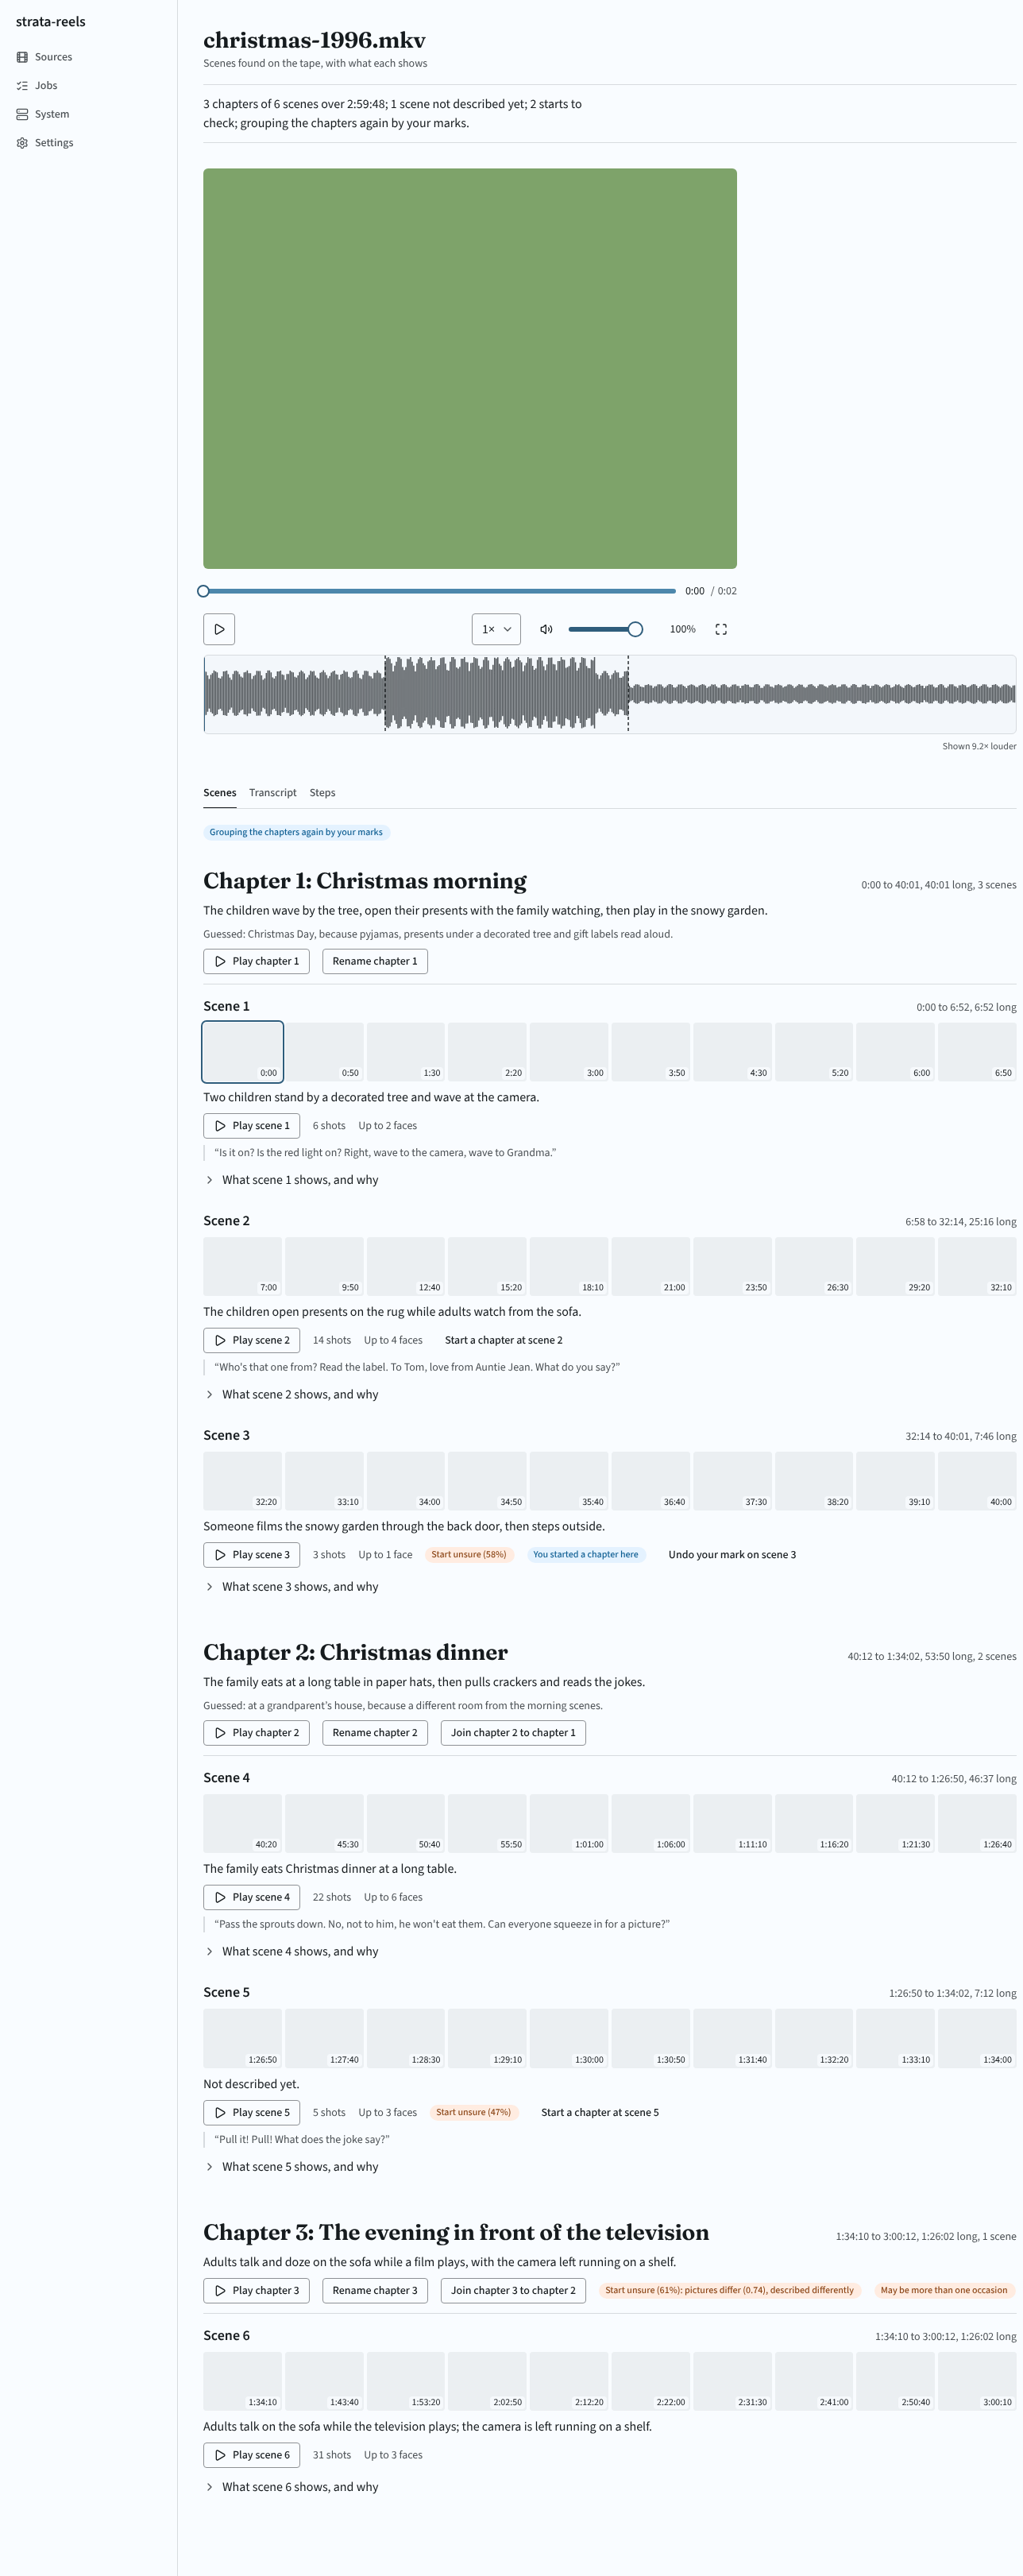 strata-reels
Sources
Jobs
System
Settings
christmas-1996.mkv
Scenes found on the tape, with what each shows
3 chapters of 6 scenes over 2:59:48; 1 scene not described yet; 2 starts to
check; grouping the chapters again by your marks.
0:00 / 0:02
1× 100%
Shown 9.2× louder
Scenes Transcript Steps
Grouping the chapters again by your marks
Chapter 1: Christmas morning 0:00 to 40:01, 40:01 long, 3 scenes
The children wave by the tree, open their presents with the family watching, then play in the snowy garden.
Guessed: Christmas Day, because pyjamas, presents under a decorated tree and gift labels read aloud.
Play chapter 1 Rename chapter 1
Scene 1 0:00 to 6:52, 6:52 long
0:00 0:50 1:30 2:20 3:00 3:50 4:30 5:20 6:00 6:50
Two children stand by a decorated tree and wave at the camera.
Play scene 1 6 shots Up to 2 faces
“Is it on? Is the red light on? Right, wave to the camera, wave to Grandma.”
What scene 1 shows, and why
Scene 2 6:58 to 32:14, 25:16 long
7:00 9:50 12:40 15:20 18:10 21:00 23:50 26:30 29:20 32:10
The children open presents on the rug while adults watch from the sofa.
Play scene 2 14 shots Up to 4 faces Start a chapter at scene 2
“Who's that one from? Read the label. To Tom, love from Auntie Jean. What do you say?”
What scene 2 shows, and why
Scene 3 32:14 to 40:01, 7:46 long
32:20 33:10 34:00 34:50 35:40 36:40 37:30 38:20 39:10 40:00
Someone films the snowy garden through the back door, then steps outside.
Play scene 3 3 shots Up to 1 face Start unsure (58%) You started a chapter here Undo your mark on scene 3
What scene 3 shows, and why
Chapter 2: Christmas dinner 40:12 to 1:34:02, 53:50 long, 2 scenes
The family eats at a long table in paper hats, then pulls crackers and reads the jokes.
Guessed: at a grandparent's house, because a different room from the morning scenes.
Play chapter 2 Rename chapter 2 Join chapter 2 to chapter 1
Scene 4 40:12 to 1:26:50, 46:37 long
40:20 45:30 50:40 55:50 1:01:00 1:06:00 1:11:10 1:16:20 1:21:30 1:26:40
The family eats Christmas dinner at a long table.
Play scene 4 22 shots Up to 6 faces
“Pass the sprouts down. No, not to him, he won't eat them. Can everyone squeeze in for a picture?”
What scene 4 shows, and why
Scene 5 1:26:50 to 1:34:02, 7:12 long
1:26:50 1:27:40 1:28:30 1:29:10 1:30:00 1:30:50 1:31:40 1:32:20 1:33:10 1:34:00
Not described yet.
Play scene 5 5 shots Up to 3 faces Start unsure (47%) Start a chapter at scene 5
“Pull it! Pull! What does the joke say?”
What scene 5 shows, and why
Chapter 3: The evening in front of the television 1:34:10 to 3:00:12, 1:26:02 long, 1 scene
Adults talk and doze on the sofa while a film plays, with the camera left running on a shelf.
Play chapter 3 Rename chapter 3 Join chapter 3 to chapter 2 Start unsure (61%): pictures differ (0.74), described differently May be more than one occasion
Scene 6 1:34:10 to 3:00:12, 1:26:02 long
1:34:10 1:43:40 1:53:20 2:02:50 2:12:20 2:22:00 2:31:30 2:41:00 2:50:40 3:00:10
Adults talk on the sofa while the television plays; the camera is left running on a shelf.
Play scene 6 31 shots Up to 3 faces
What scene 6 shows, and why